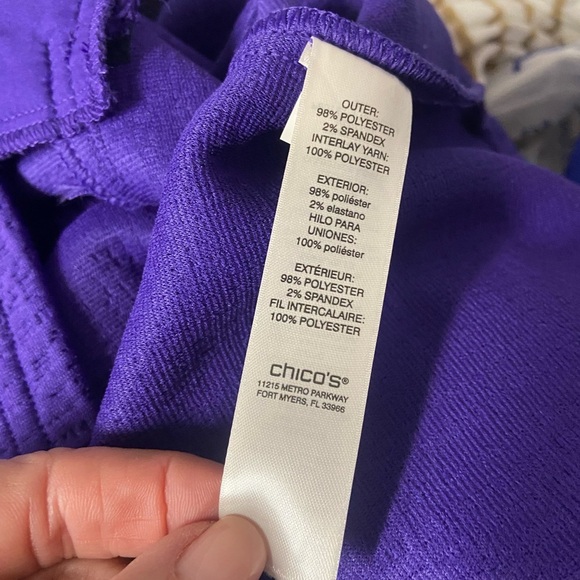 OUTER:
98% POLYESTER
2% SPANDEX
INTERLAY YARN:
100% POLYESTER
EXTERIOR:
98% poliéster
2% elastano
HILO PARA
UNIONES:
100% poliéster
EXTÉRIEUR:
98% POLYESTER
2% SPANDEX
FIL INTERCALAIRE:
100% POLYESTER
chico's®
11215 METRO PARKWAY
FORT MYERS, FL 33966